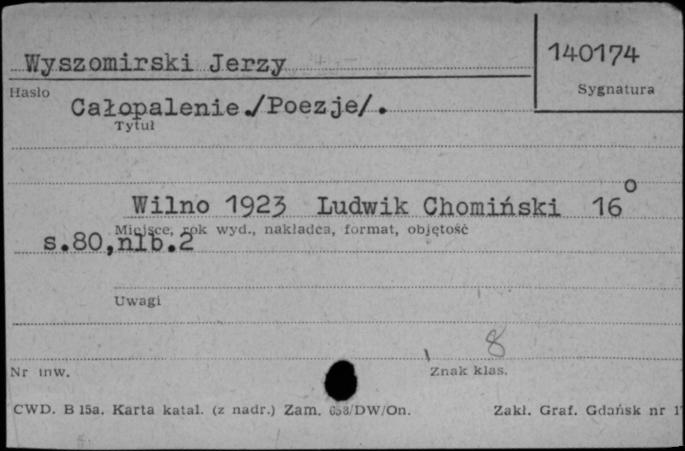 Wyszomirski Jerzy
140174
Hasło
Sygnatura
Całopalenie./Poezje/.
Tytuł
Wilno 1923 Ludwik Chomiński 16°
Miejsce, rok wyd., nakładca, format, objętość
s.80,nlb.2
Uwagi
8
Nr inw.
Znak klas.
CWD. B 15a. Karta katal. (z nadr.) Zam. /DW/On.
Zakł. Graf. Gdańsk nr 1